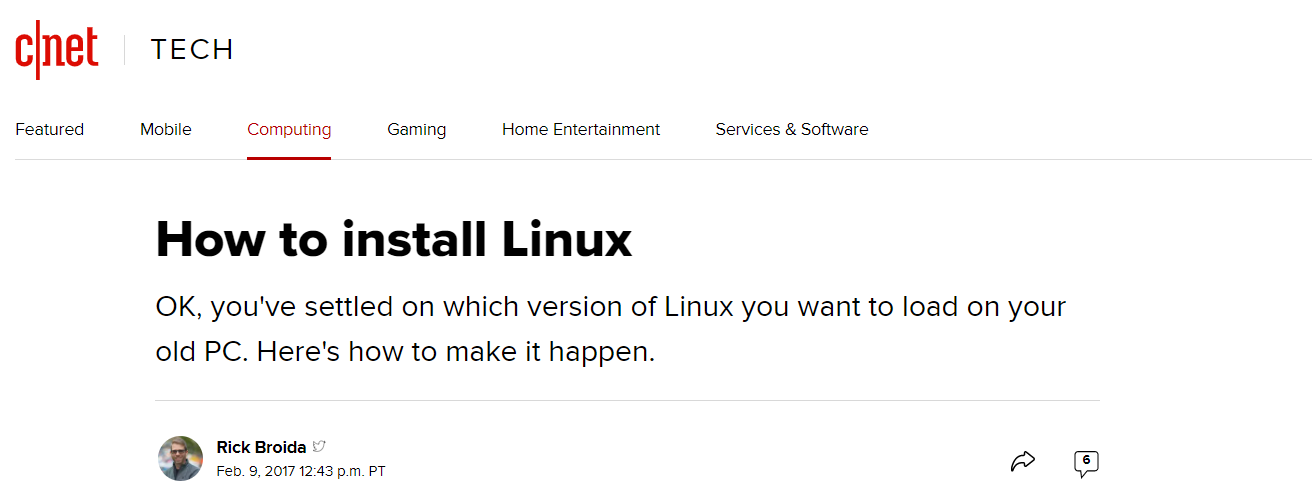 c|net TECH
Featured Mobile Computing Gaming Home Entertainment Services & Software
How to install Linux
OK, you've settled on which version of Linux you want to load on your
old PC. Here's how to make it happen.
Rick Broida
Feb. 9, 2017 12:43 p.m. PT
6